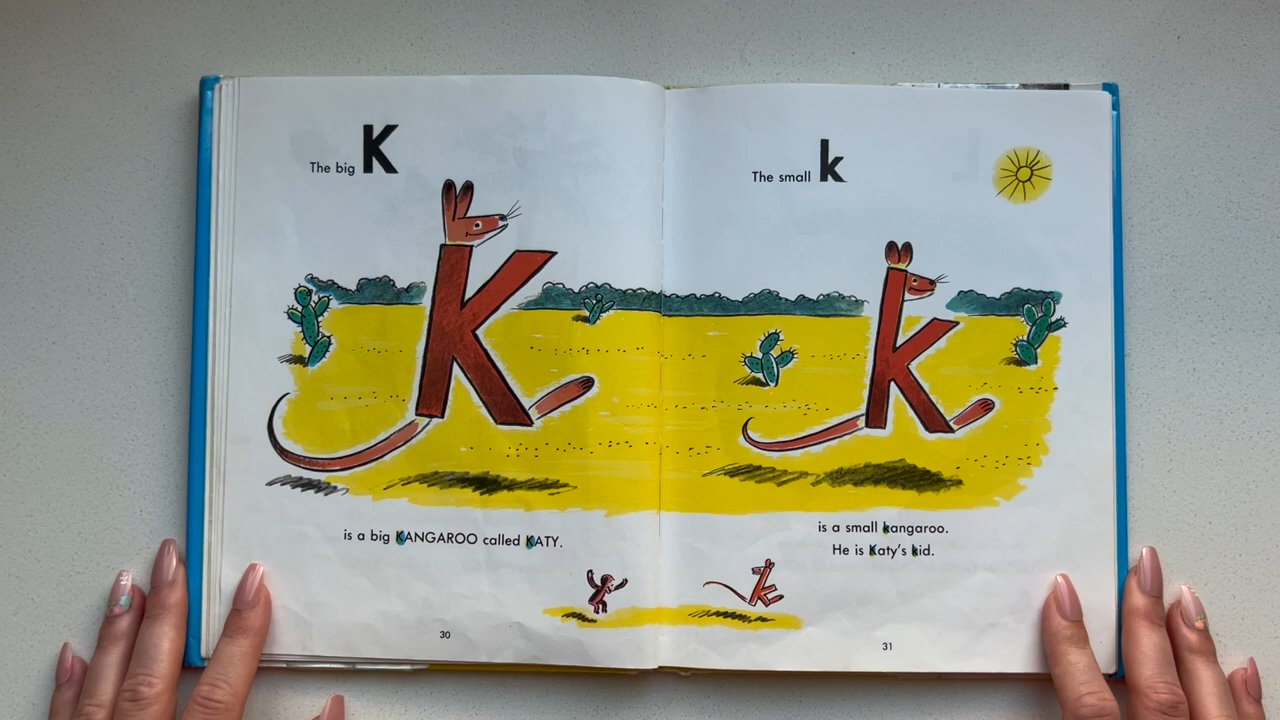 The big K
is a big KANGAROO called KATY.
30
The small k
is a small kangaroo.
He is Katy's kid.
31